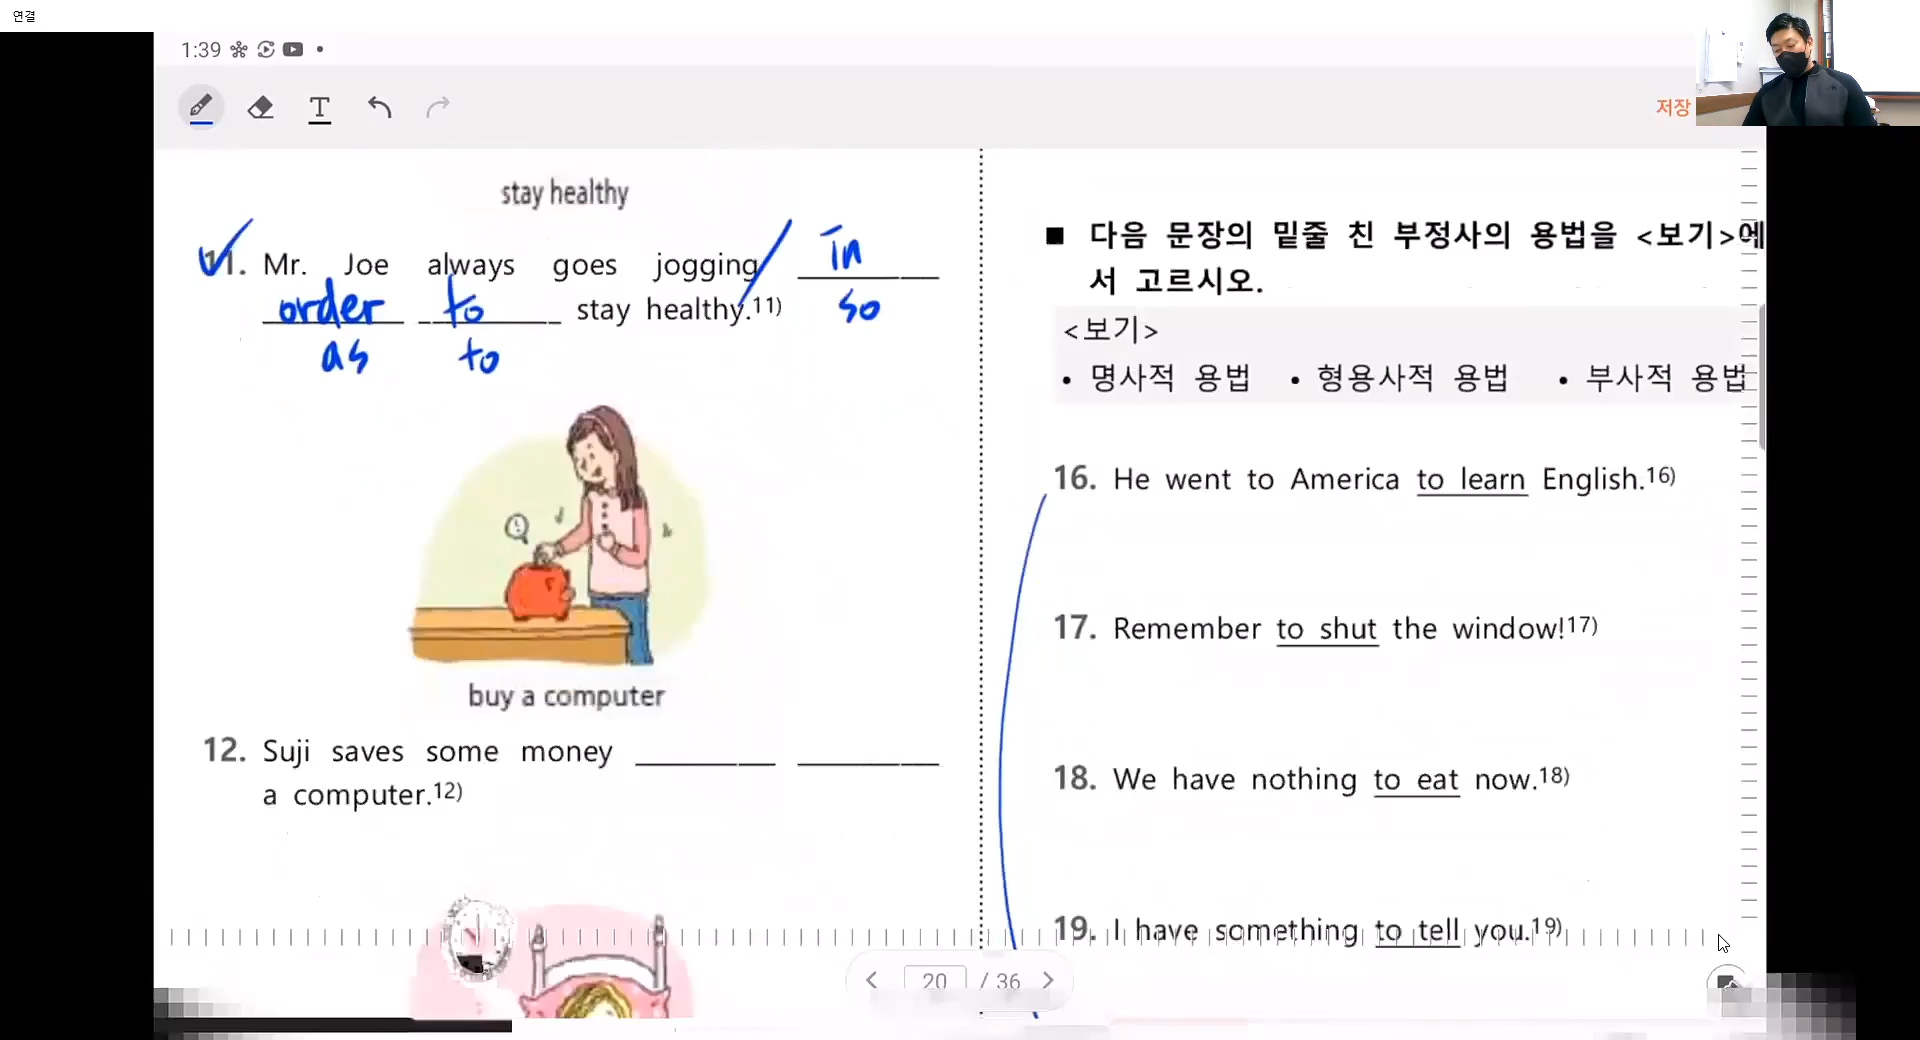 연결
1:39
T
저장
stay healthy
11. Mr. Joe always goes jogging in
order to stay healthy.11) so
as to
buy a computer
12. Suji saves some money
a computer.12)
■ 다음 문장의 밑줄 친 부정사의 용법을 <보기>에
서 고르시오.
<보기>
• 명사적 용법 • 형용사적 용법 • 부사적 용법
16. He went to America to learn English.16)
17. Remember to shut the window!17)
18. We have nothing to eat now.18)
19. I have something to tell you.19)
20 / 36